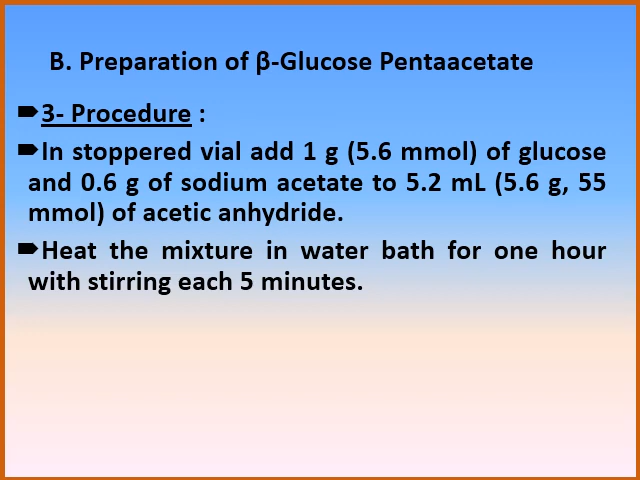 B. Preparation of β-Glucose Pentaacetate
3- Procedure :
In stoppered vial add 1 g (5.6 mmol) of glucose
and 0.6 g of sodium acetate to 5.2 mL (5.6 g, 55
mmol) of acetic anhydride.
Heat the mixture in water bath for one hour
with stirring each 5 minutes.